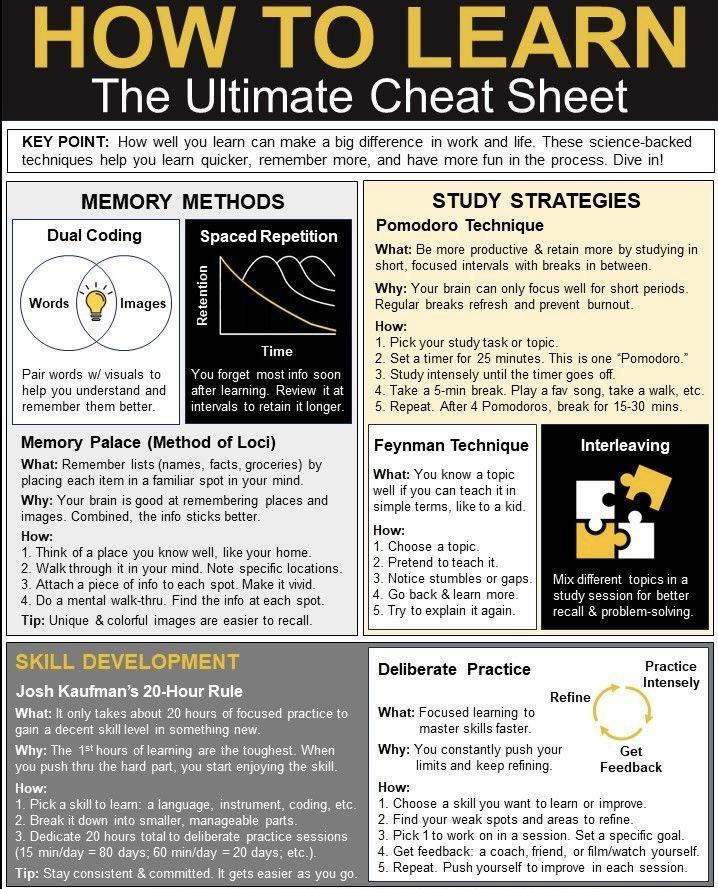 HOW TO LEARN
The Ultimate Cheat Sheet
KEY POINT: How well you learn can make a big difference in work and life. These science-backed
techniques help you learn quicker, remember more, and have more fun in the process. Dive in!
MEMORY METHODS
Dual Coding
Words
Images
Pair words w/ visuals to
help you understand and
remember them better.
Spaced Repetition
Retention
Time
You forget most info soon
after learning. Review it at
intervals to retain it longer.
Memory Palace (Method of Loci)
What: Remember lists (names, facts, groceries) by
placing each item in a familiar spot in your mind.
Why: Your brain is good at remembering places and
images. Combined, the info sticks better.
How:
1. Think of a place you know well, like your home.
2. Walk through it in your mind. Note specific locations.
3. Attach a piece of info to each spot. Make it vivid.
4. Do a mental walk-thru. Find the info at each spot.
Tip: Unique & colorful images are easier to recall.
STUDY STRATEGIES
Pomodoro Technique
What: Be more productive & retain more by studying in
short, focused intervals with breaks in between.
Why: Your brain can only focus well for short periods.
Regular breaks refresh and prevent burnout.
How:
1. Pick your study task or topic.
2. Set a timer for 25 minutes. This is one “Pomodoro.”
3. Study intensely until the timer goes off.
4. Take a 5-min break. Play a fav song, take a walk, etc.
5. Repeat. After 4 Pomodoros, break for 15-30 mins.
Feynman Technique
What: You know a topic
well if you can teach it in
simple terms, like to a kid.
How:
1. Choose a topic.
2. Pretend to teach it.
3. Notice stumbles or gaps.
4. Go back & learn more.
5. Try to explain it again.
Interleaving
Mix different topics in a
study session for better
recall & problem-solving.
SKILL DEVELOPMENT
Josh Kaufman’s 20-Hour Rule
What: It only takes about 20 hours of focused practice to
gain a decent skill level in something new.
Why: The 1st hours of learning are the toughest. When
you push thru the hard part, you start enjoying the skill.
How:
1. Pick a skill to learn: a language, instrument, coding, etc.
2. Break it down into smaller, manageable parts.
3. Dedicate 20 hours total to deliberate practice sessions
(15 min/day = 80 days; 60 min/day = 20 days; etc.).
Tip: Stay consistent & committed. It gets easier as you go.
Deliberate Practice
Practice
Intensely
Refine
Get
Feedback
What: Focused learning to
master skills faster.
Why: You constantly push your
limits and keep refining.
How:
1. Choose a skill you want to learn or improve.
2. Find your weak spots and areas to refine.
3. Pick 1 to work on in a session. Set a specific goal.
4. Get feedback: a coach, friend, or film/watch yourself.
5. Repeat. Push yourself to improve in each session.